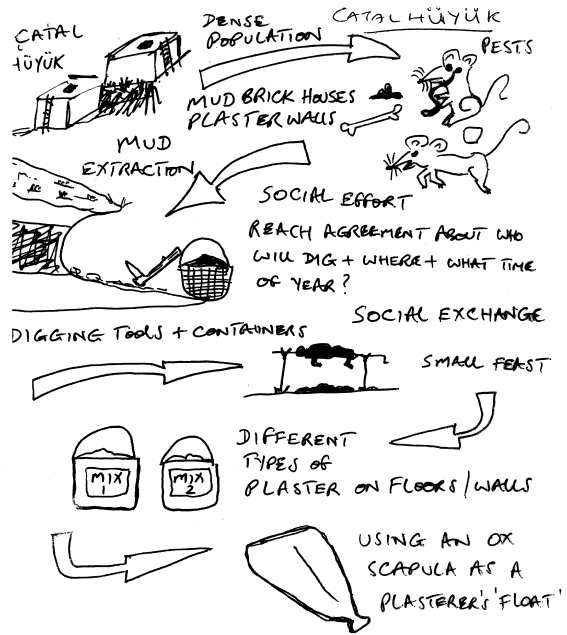 ÇATAL
HÜYÜK
DENSE
POPULATION
ÇATAL HÜYÜK
PESTS
MUD BRICK HOUSES
PLASTER WALLS
MUD
EXTRACTION
SOCIAL EFFORT
REACH AGREEMENT ABOUT WHO
WILL DIG + WHERE + WHAT TIME
OF YEAR?
SOCIAL EXCHANGE
DIGGING TOOLS + CONTAINERS
SMALL FEAST
DIFFERENT
TYPES OF
PLASTER ON FLOORS/WALLS
MIX
1
MIX
2
USING AN OX
SCAPULA AS A
PLASTERER'S 'FLOAT'